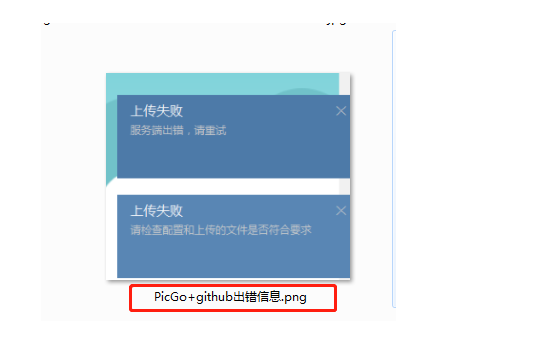 上传失败
服务端出错，请重试
上传失败
请检查配置和上传的文件是否符合要求
PicGo+github出错信息.png